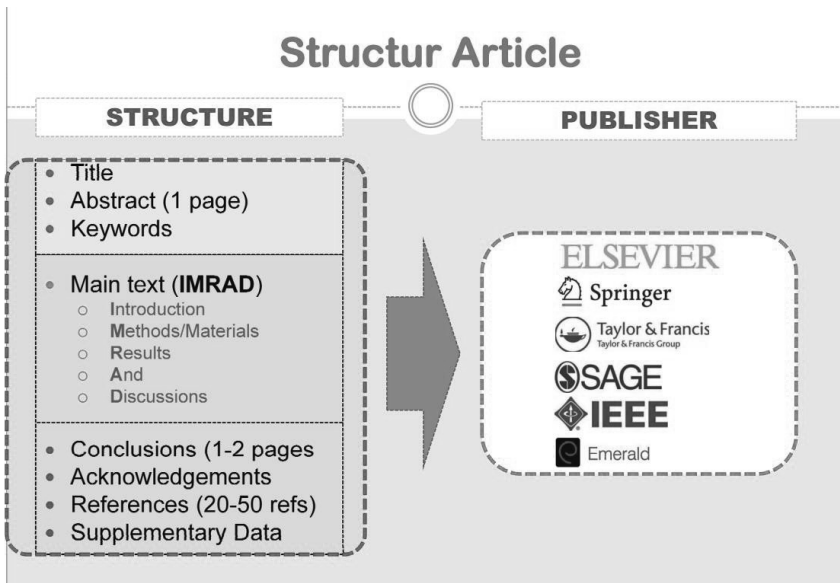 Structur Article
STRUCTURE
• Title
• Abstract (1 page)
• Keywords
• Main text (IMRAD)
○ Introduction
○ Methods/Materials
○ Results
○ And
○ Discussions
• Conclusions (1-2 pages
• Acknowledgements
• References (20-50 refs)
• Supplementary Data
PUBLISHER
ELSEVIER
Springer
Taylor & Francis
Taylor & Francis Group
SAGE
IEEE
Emerald